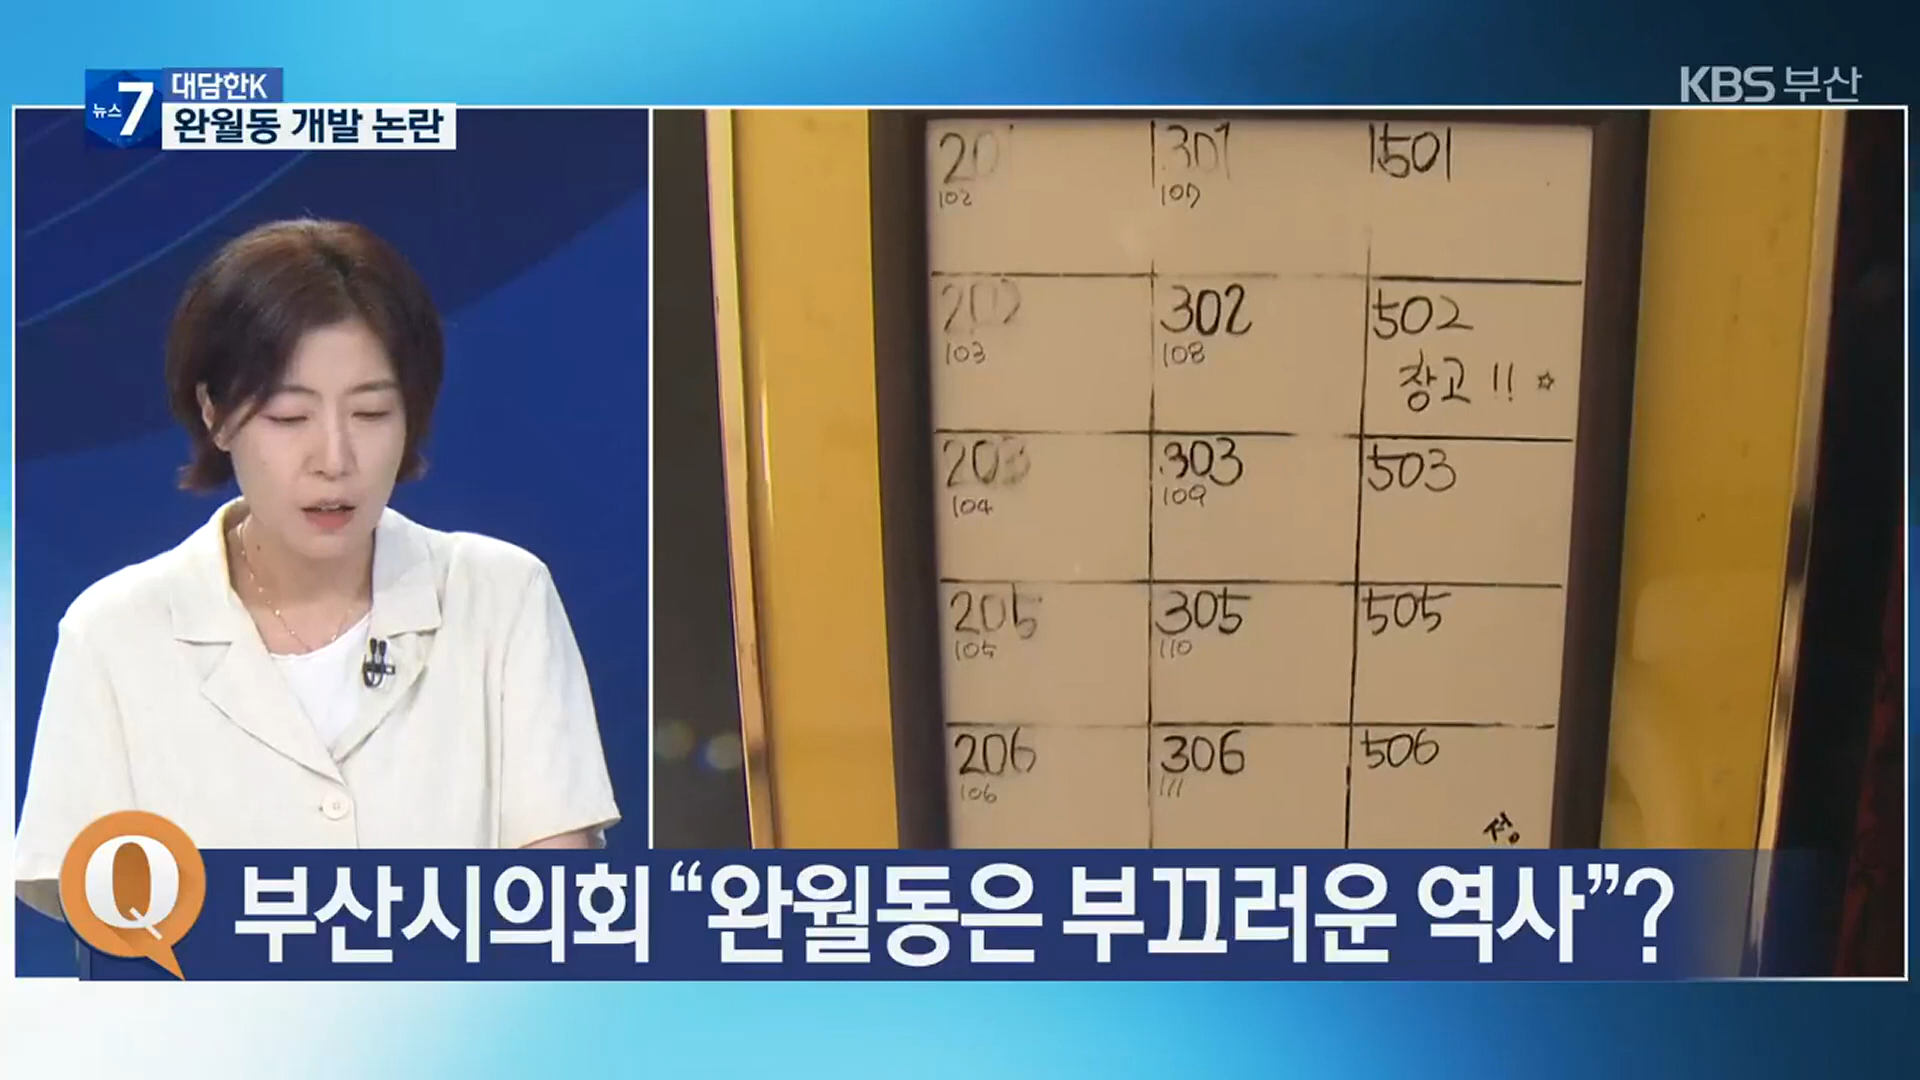 대담한K
뉴스7
완월동 개발 논란
KBS 부산
201 301 501
102 107
202 302 502
103 108 창고!! ☆
203 303 503
104 109
205 305 505
105 110
206 306 506
106 111
정
Q 부산시의회 “완월동은 부끄러운 역사”?